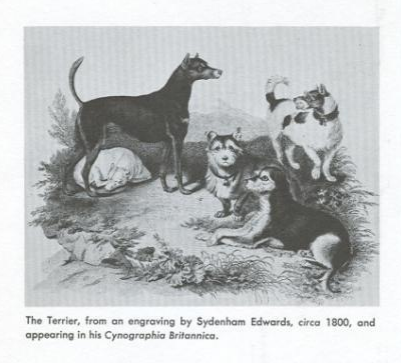 The Terrier, from an engraving by Sydenham Edwards, circa 1800, and
appearing in his Cynographia Britannica.